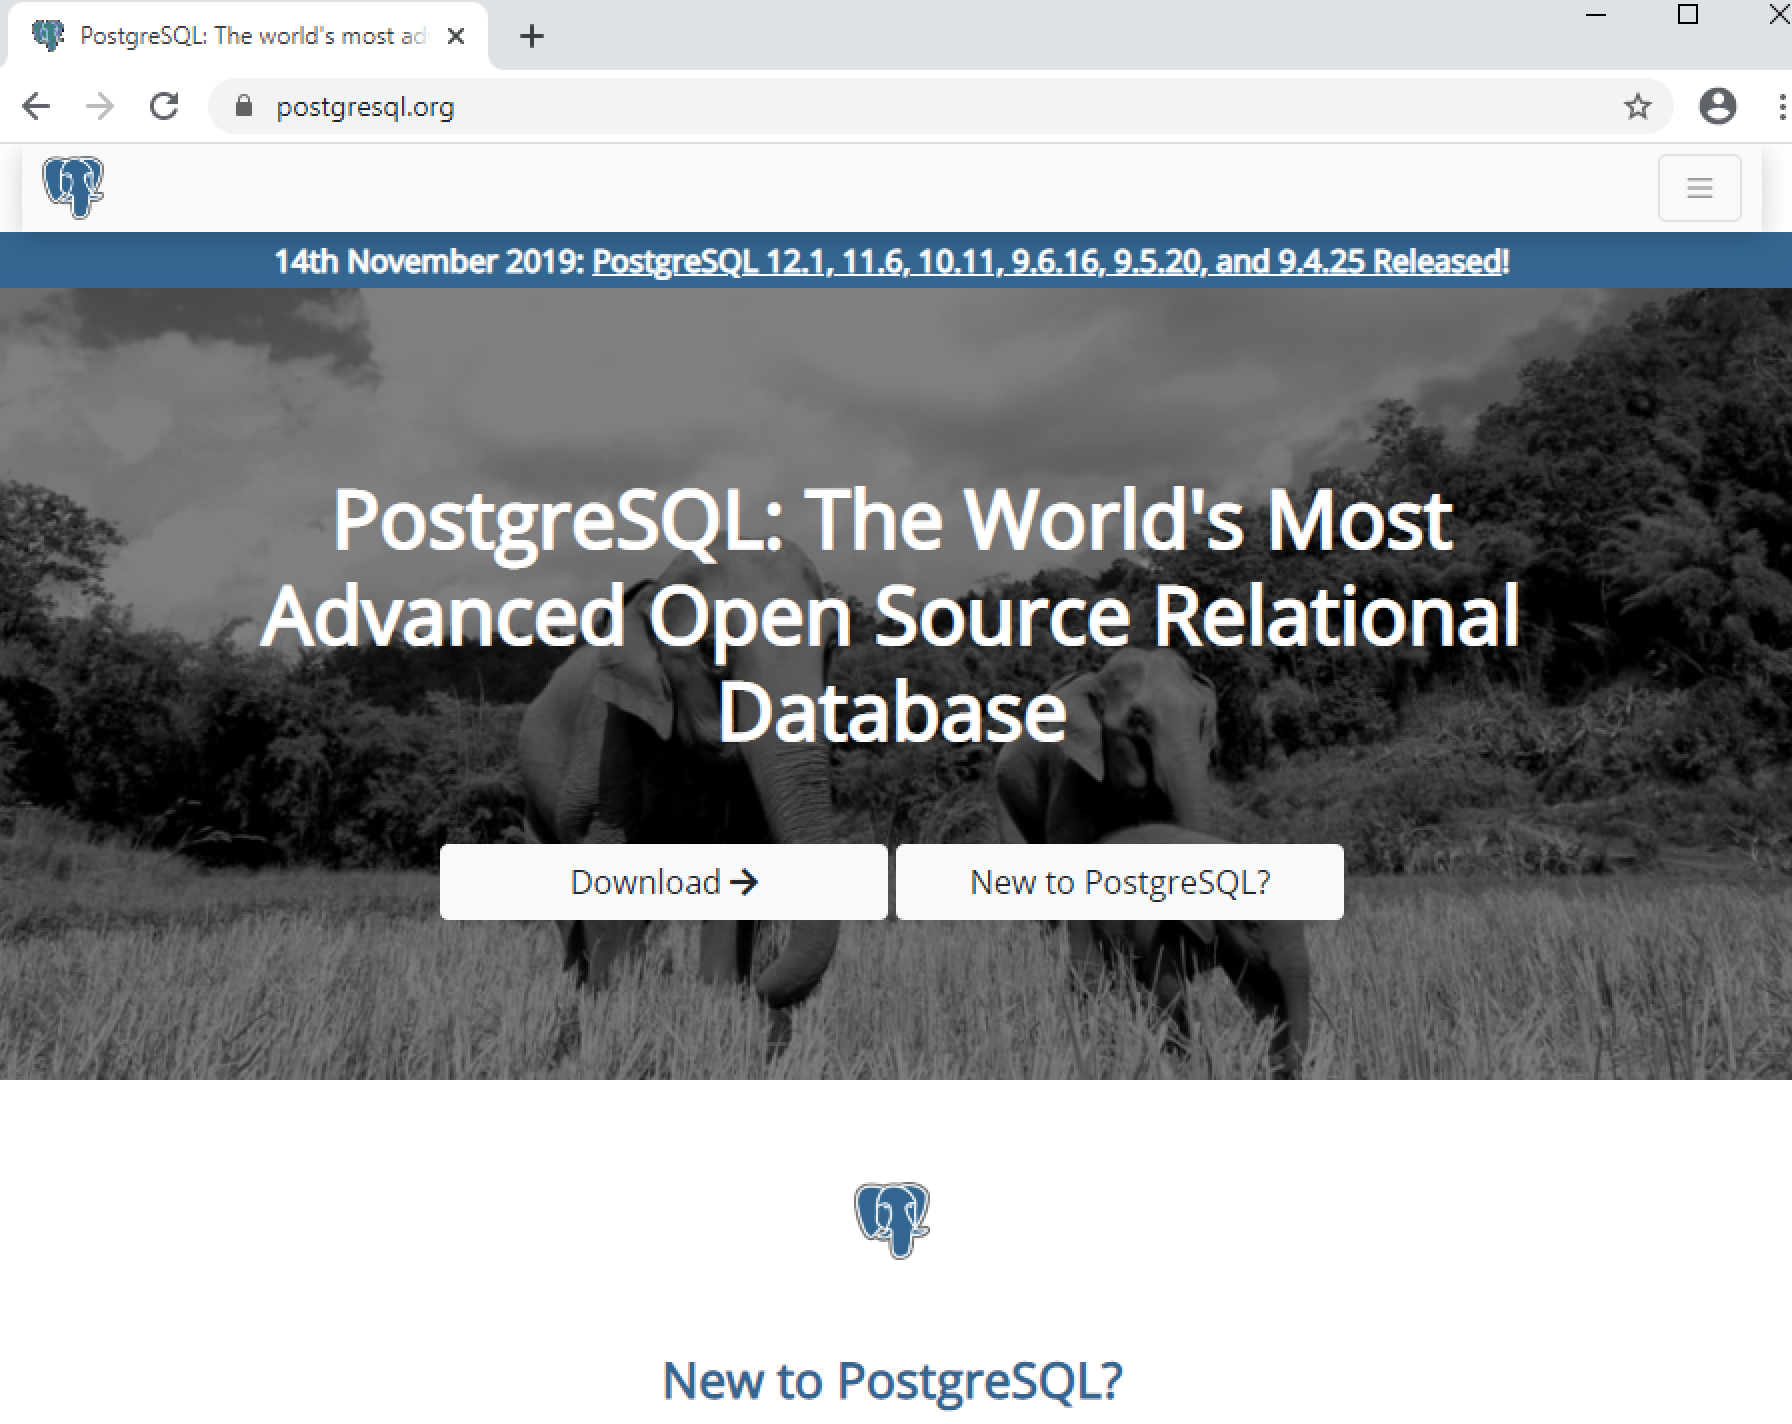 PostgreSQL: The world's most ad
postgresql.org
14th November 2019: PostgreSQL 12.1, 11.6, 10.11, 9.6.16, 9.5.20, and 9.4.25 Released!
PostgreSQL: The World's Most
Advanced Open Source Relational
Database
Download →
New to PostgreSQL?
New to PostgreSQL?